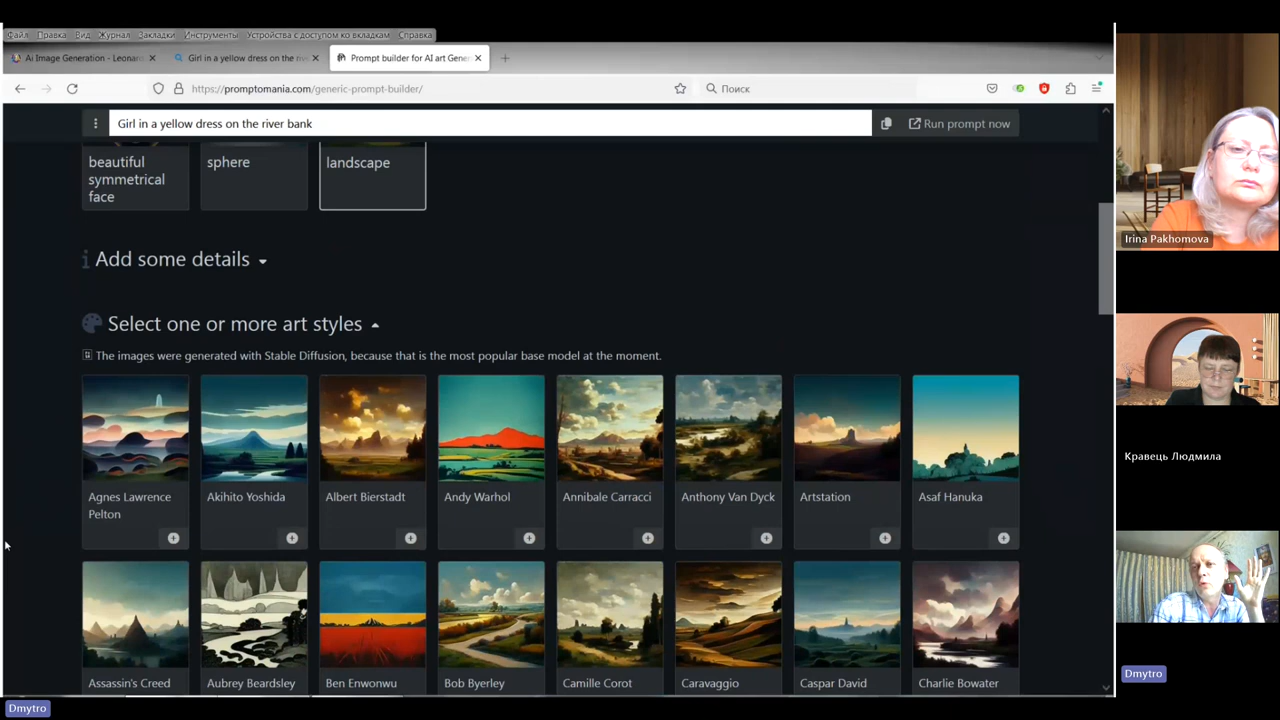 Файл Правка Вид Журнал Закладки Инструменты Устройства с доступом ко вкладкам Справка
Ai Image Generation - Leonar
Girl in a yellow dress on the rive
Prompt builder for AI art Gener
https://promptomania.com/generic-prompt-builder/
Поиск
Girl in a yellow dress on the river bank
Run prompt now
beautiful symmetrical face
sphere
landscape
Add some details
Select one or more art styles
The images were generated with Stable Diffusion, because that is the most popular base model at the moment.
Agnes Lawrence Pelton
Akihito Yoshida
Albert Bierstadt
Andy Warhol
Annibale Carracci
Anthony Van Dyck
Artstation
Asaf Hanuka
Assassin's Creed
Aubrey Beardsley
Ben Enwonwu
Bob Byerley
Camille Corot
Caravaggio
Caspar David
Charlie Bowater
Irina Pakhomova
Кравець Людмила
Dmytro
Dmytro